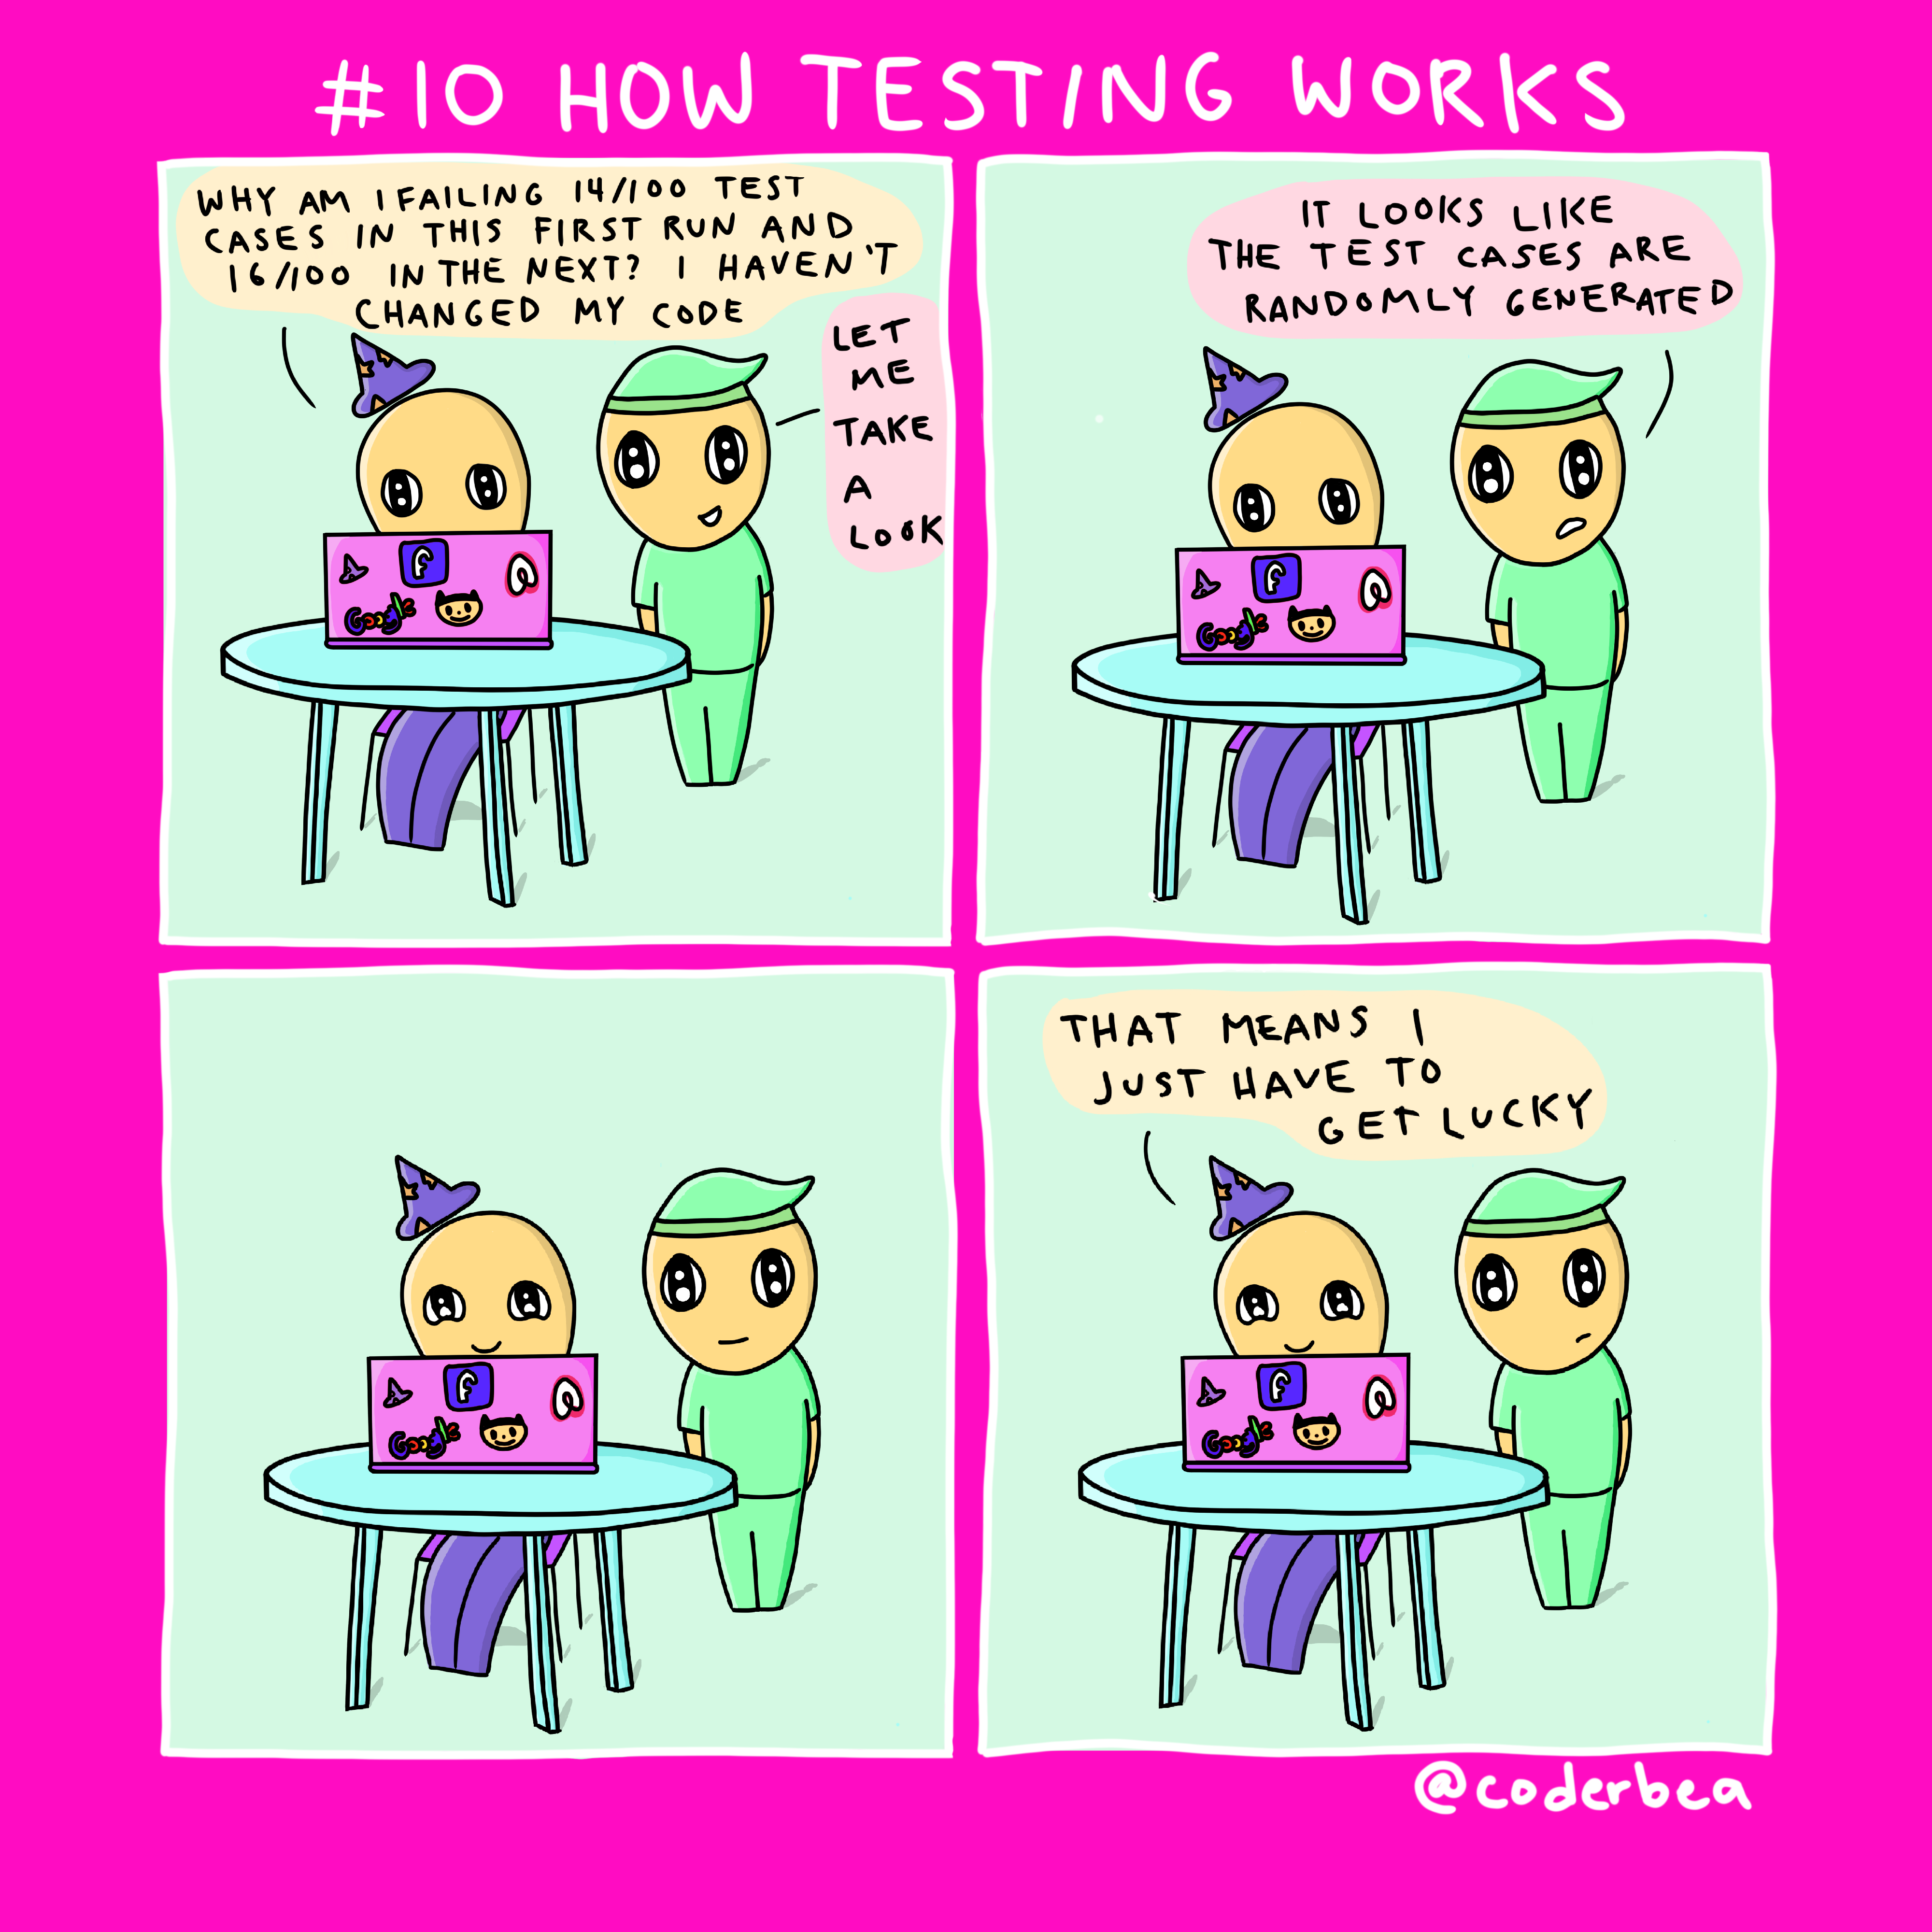 #10 HOW TESTING WORKS
WHY AM I FAILING 14/100 TEST
CASES IN THIS FIRST RUN AND
16/100 IN THE NEXT? I HAVEN'T
CHANGED MY CODE
LET
ME
TAKE
A
LOOK
IT LOOKS LIKE
THE TEST CASES ARE
RANDOMLY GENERATED
THAT MEANS I
JUST HAVE TO
GET LUCKY
@coderbea